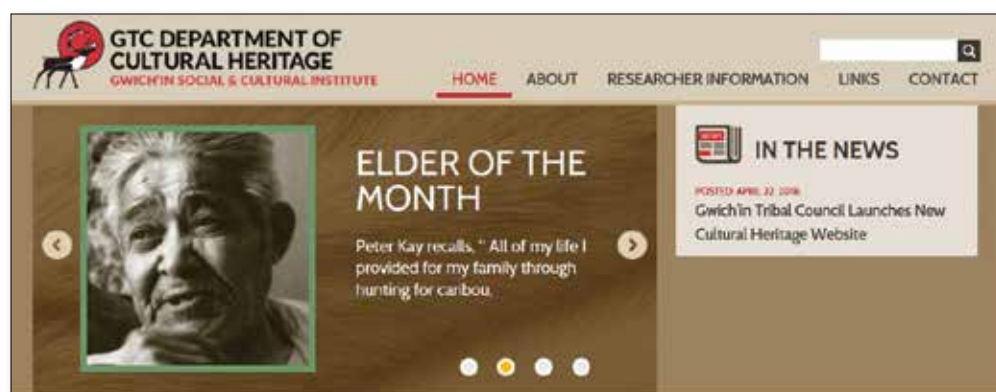 GTC DEPARTMENT OF
CULTURAL HERITAGE
GWICH'IN SOCIAL & CULTURAL INSTITUTE
HOME ABOUT RESEARCHER INFORMATION LINKS CONTACT
ELDER OF THE
MONTH
Peter Kay recalls, " All of my life I
provided for my family through
hunting for caribou.
NEWS
IN THE NEWS
POSTED APRIL 22 2016
Gwich'in Tribal Council Launches New
Cultural Heritage Website